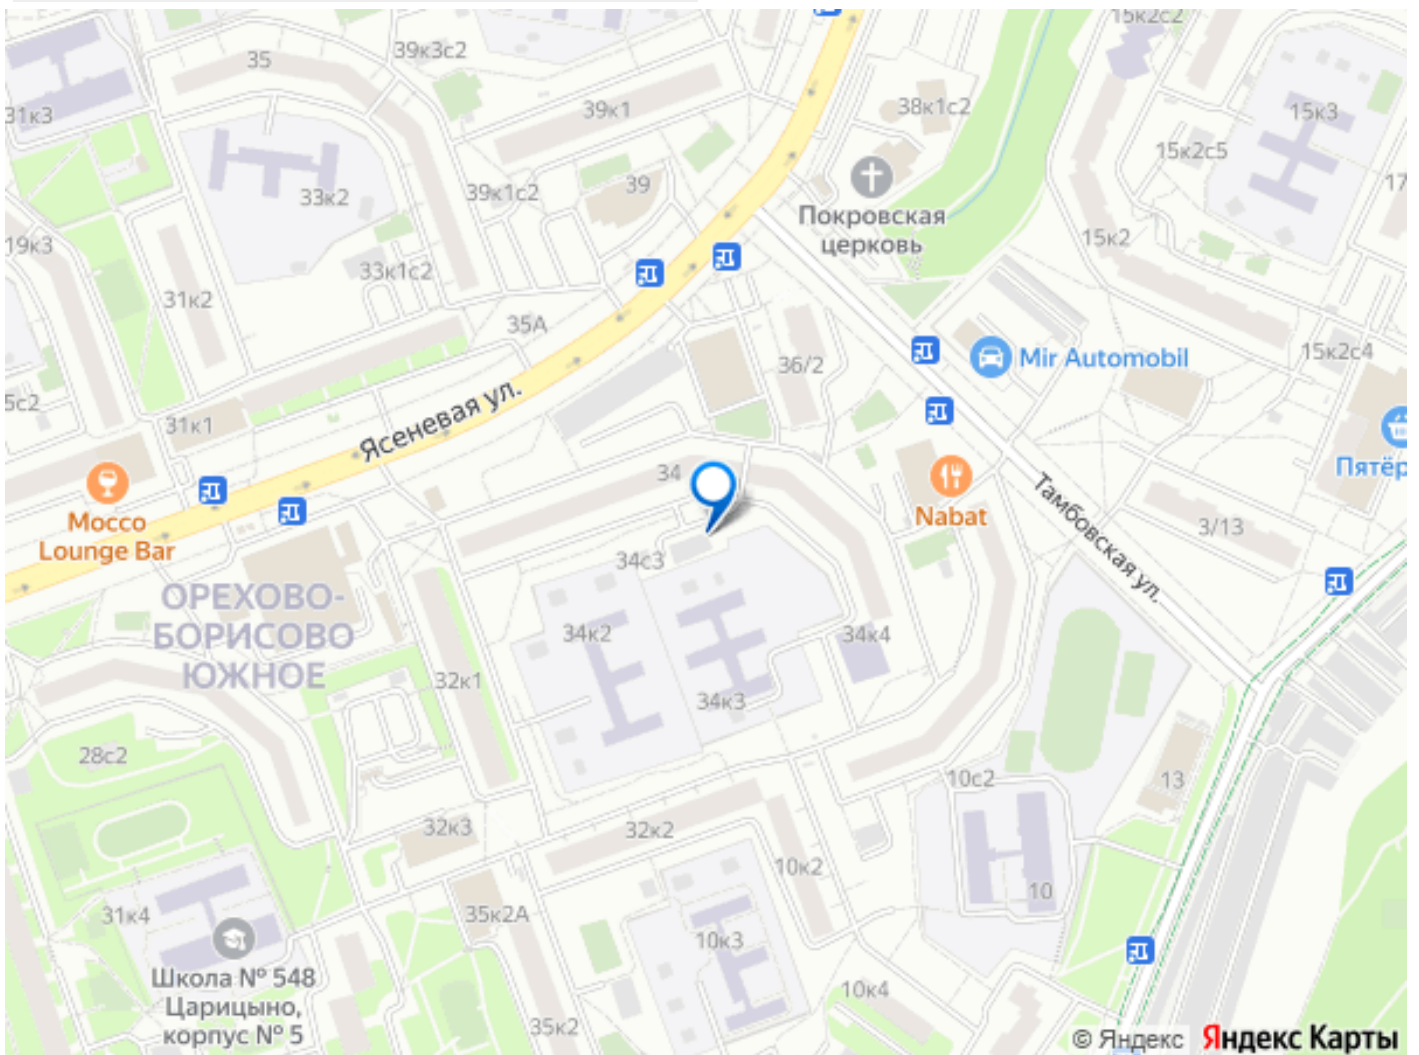 15к2с2
35
39к3с2
31к3
39к1
38к1с2
15к3
15к2с5
33к2
39к1с2
39
17
Покровская
церковь
19к3
33к1с2
15к2
31к2
35А
36/2
Mir Automobil
15к2с4
5с2
31к1
Ясеневая ул.
Пятёр
34
Mocco
Lounge Bar
Nabat
Тамбовская ул.
3/13
34с3
ОРЕХОВО-
БОРИСОВО
ЮЖНОЕ
34к2
34к4
32к1
34к3
28с2
10с2
13
32к3
32к2
10к2
10
31к4
35к2А
10к3
Школа № 548
Царицыно,
корпус № 5
10к4
35к2
© Яндекс Яндекс Карты